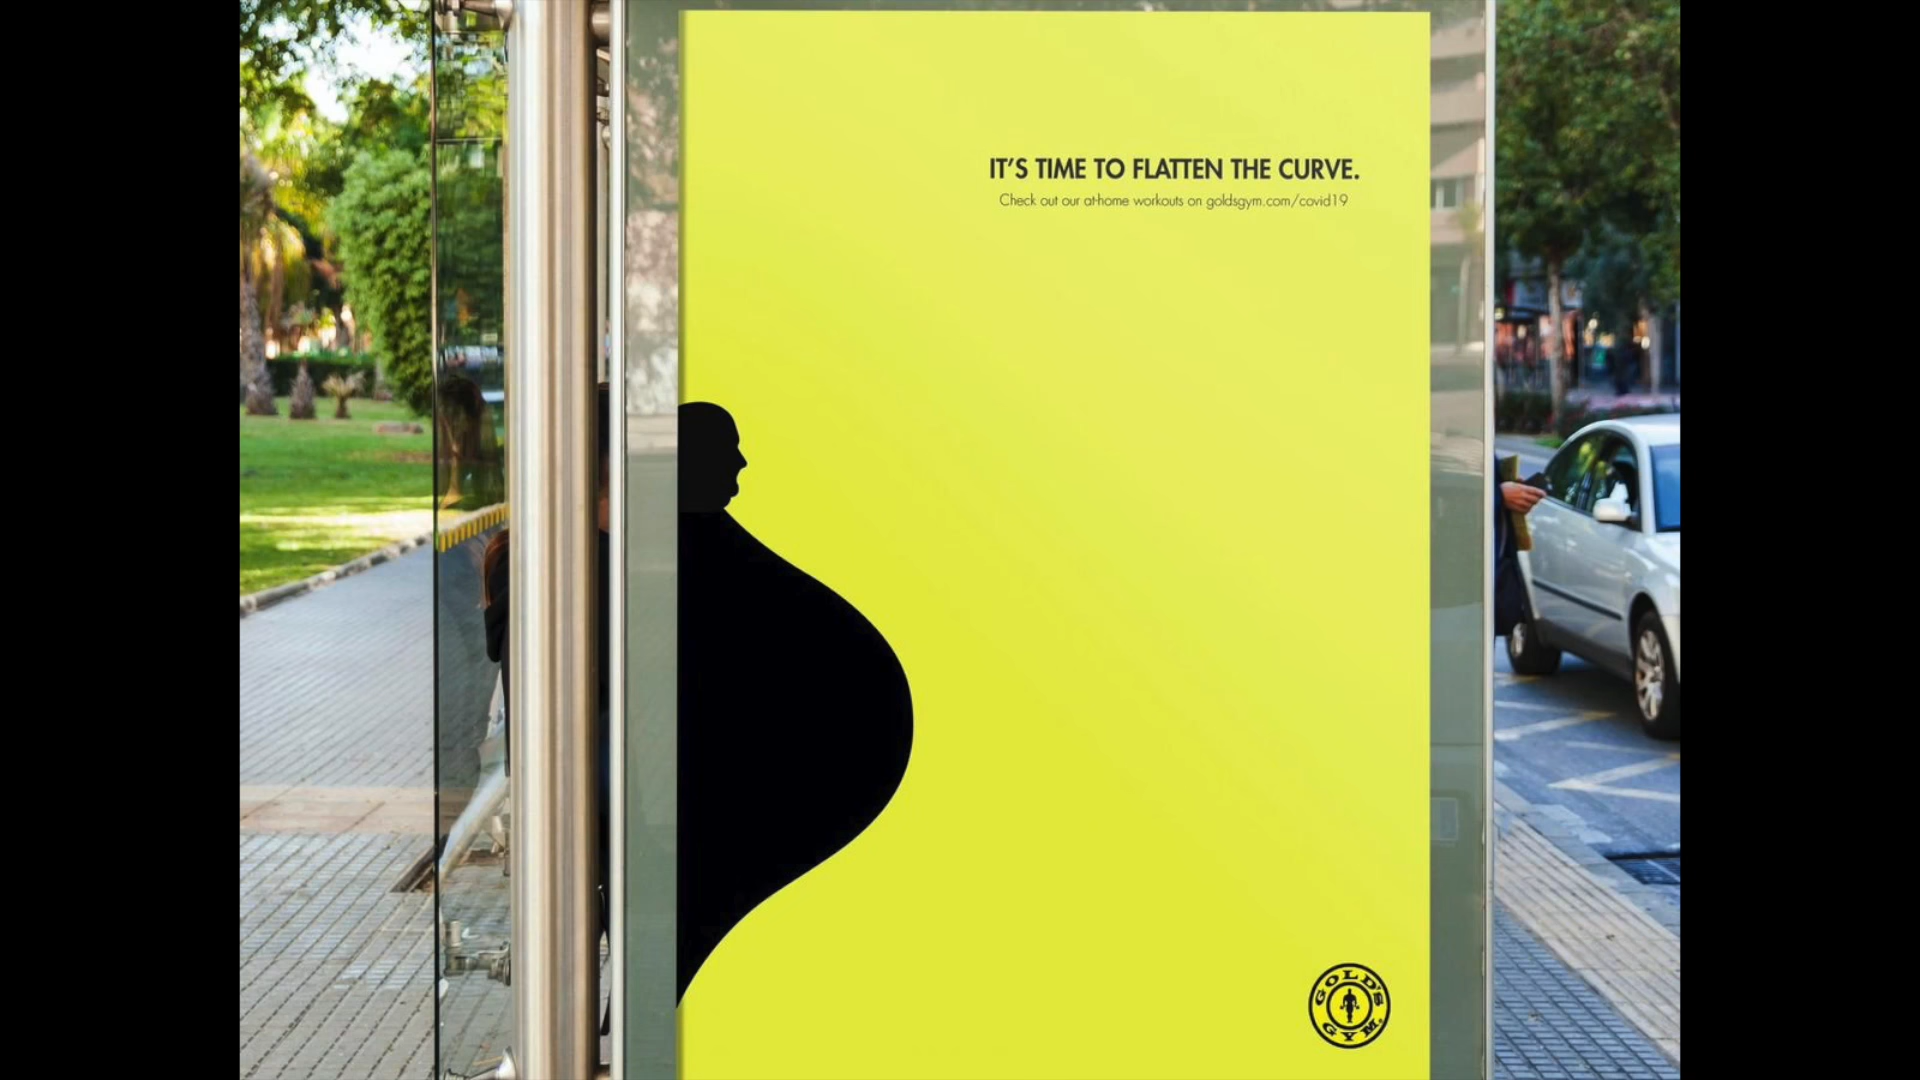 IT'S TIME TO FLATTEN THE CURVE.
Check out our at-home workouts on goldsgym.com/covid19
GOLD'S
GYM.